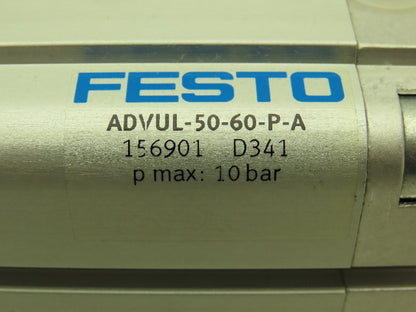 FESTO
ADVUL-50-60-P-A
156901 D341
p max: 10 bar